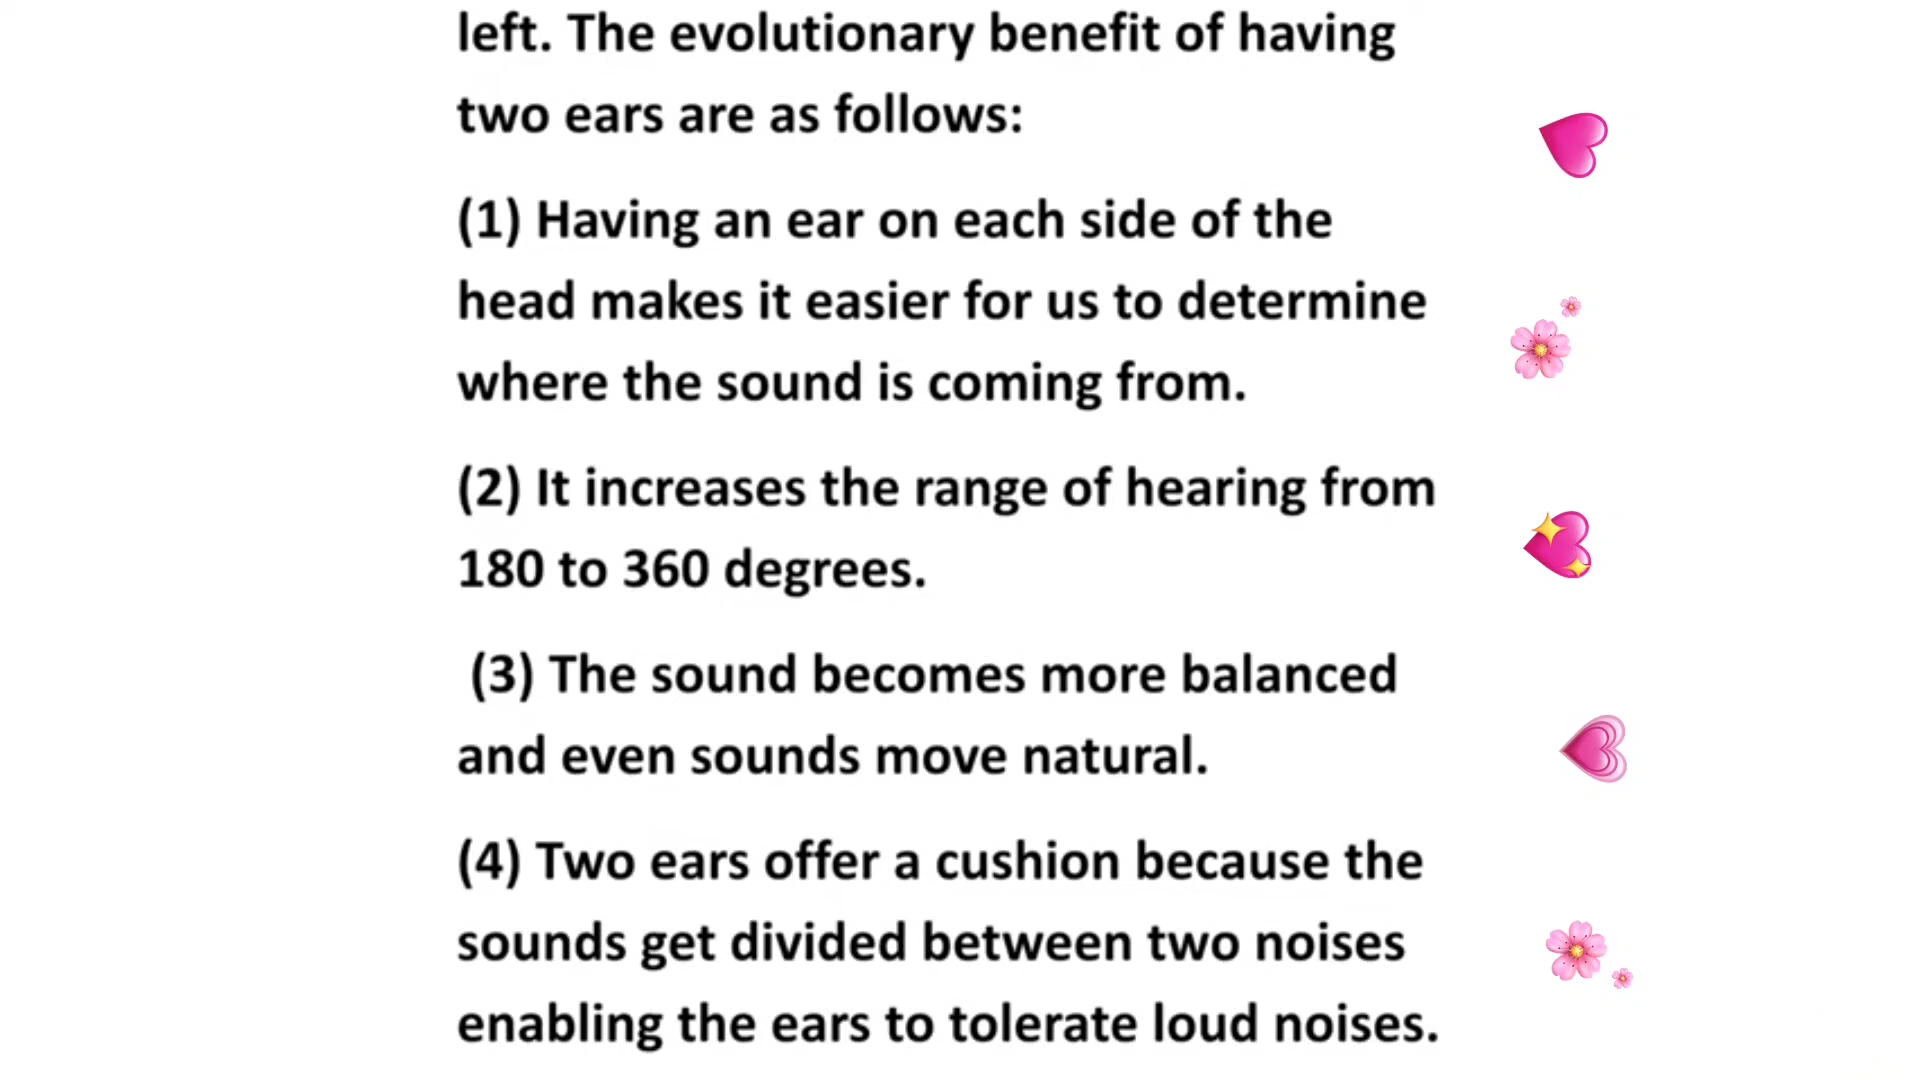 left. The evolutionary benefit of having
two ears are as follows:
(1) Having an ear on each side of the
head makes it easier for us to determine
where the sound is coming from.
(2) It increases the range of hearing from
180 to 360 degrees.
(3) The sound becomes more balanced
and even sounds move natural.
(4) Two ears offer a cushion because the
sounds get divided between two noises
enabling the ears to tolerate loud noises.